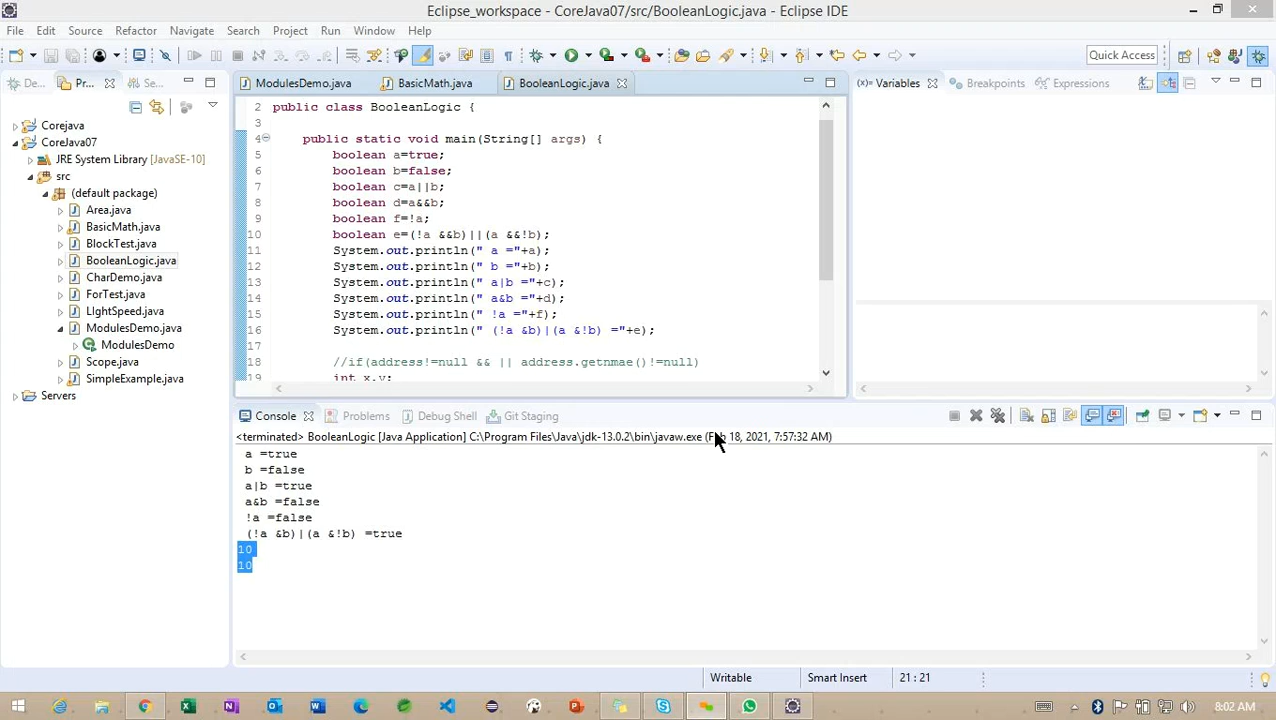 Eclipse_workspace - CoreJava07/src/BooleanLogic.java - Eclipse IDE
File Edit Source Refactor Navigate Search Project Run Window Help
Quick Access
De... Pr... Se...
ModulesDemo.java BasicMath.java BooleanLogic.java
(x)= Variables Breakpoints Expressions
Corejava
CoreJava07
JRE System Library [JavaSE-10]
src
(default package)
Area.java
BasicMath.java
BlockTest.java
BooleanLogic.java
CharDemo.java
ForTest.java
LIghtSpeed.java
ModulesDemo.java
ModulesDemo
Scope.java
SimpleExample.java
Servers
2 public class BooleanLogic {
3
4 public static void main(String[] args) {
5 boolean a=true;
6 boolean b=false;
7 boolean c=a||b;
8 boolean d=a&&b;
9 boolean f=!a;
10 boolean e=(!a &&b)||(a &&!b);
11 System.out.println(" a ="+a);
12 System.out.println(" b ="+b);
13 System.out.println(" a|b ="+c);
14 System.out.println(" a&b ="+d);
15 System.out.println(" !a ="+f);
16 System.out.println(" (!a &b)|(a &!b) ="+e);
17
18 //if(address!=null && || address.getnmae()!=null)
19 int x,y;
Console Problems Debug Shell Git Staging
<terminated> BooleanLogic [Java Application] C:\Program Files\Java\jdk-13.0.2\bin\javaw.exe (Feb 18, 2021, 7:57:32 AM)
a =true
b =false
a|b =true
a&b =false
!a =false
(!a &b)|(a &!b) =true
10
10
Writable Smart Insert 21 : 21
8:02 AM